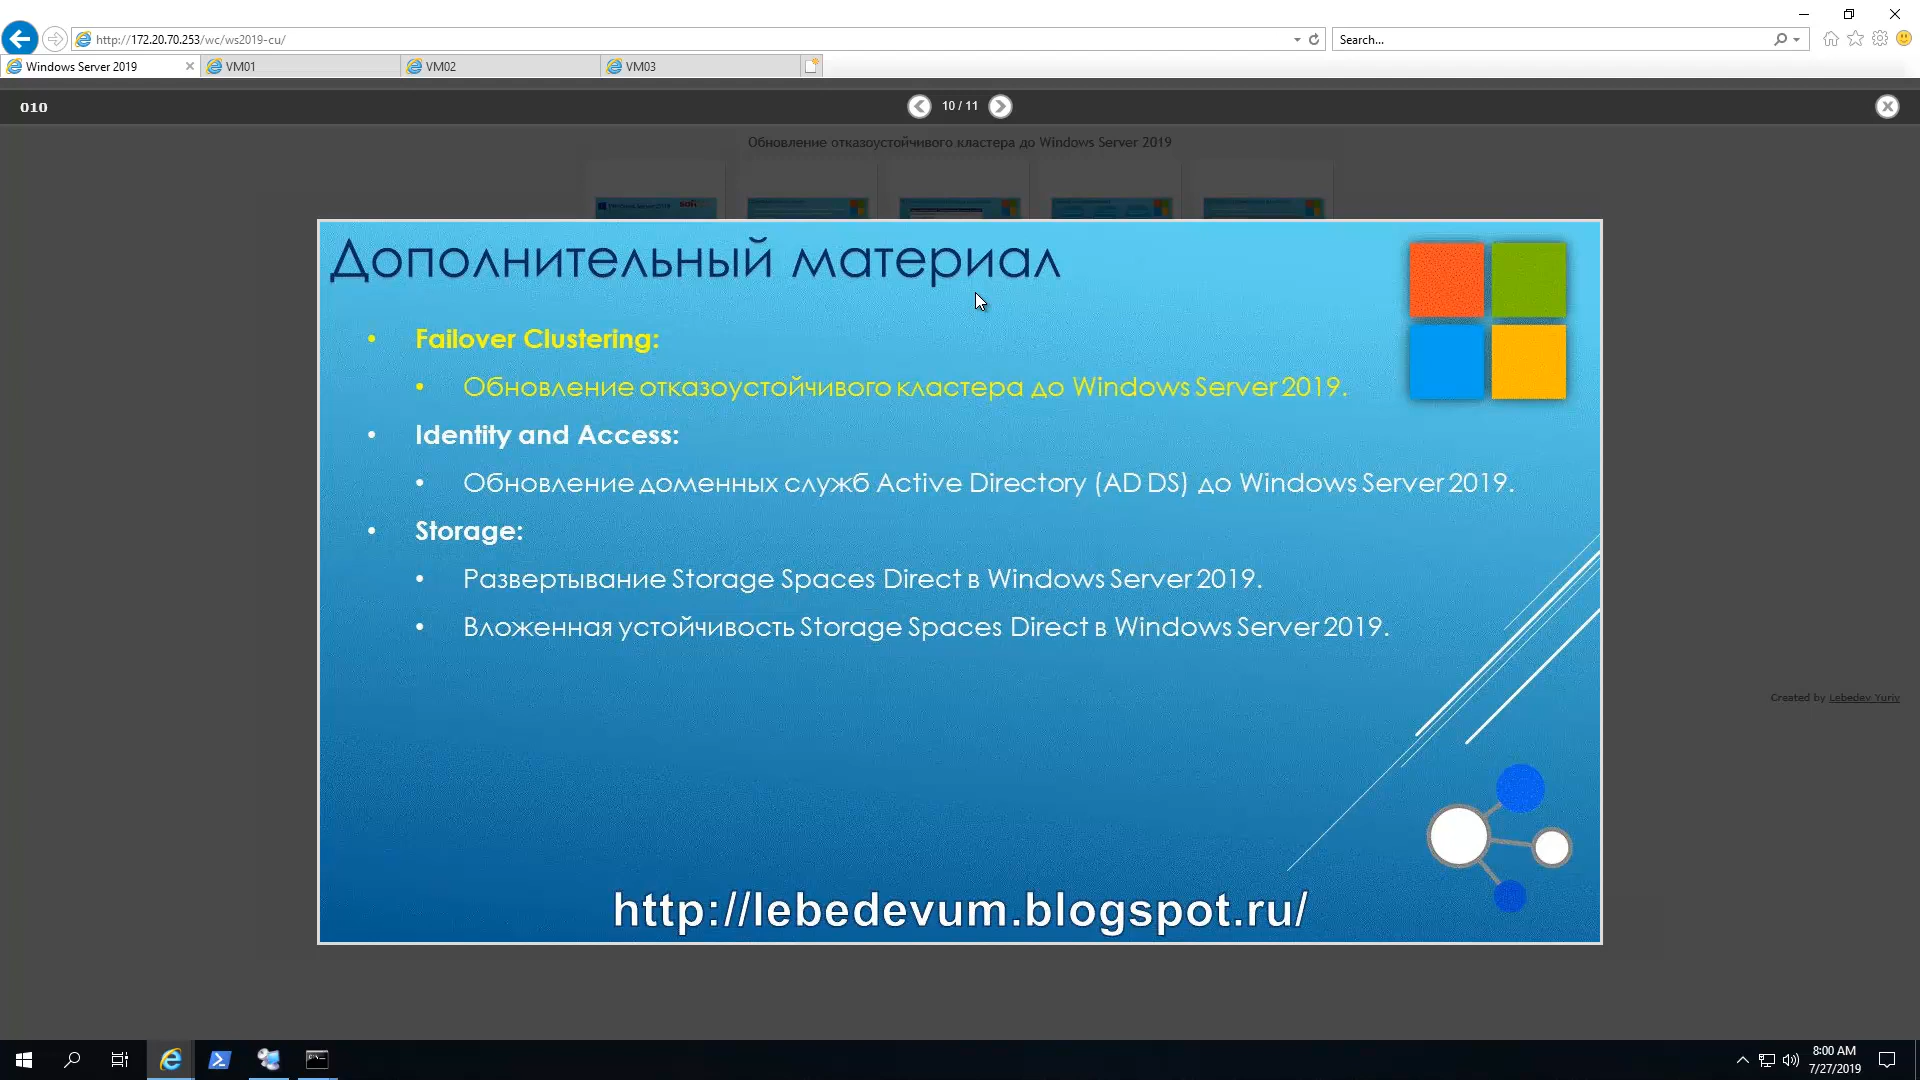 http://172.20.70.253/wc/ws2019-cu/
Search...
Windows Server 2019
VM01
VM02
VM03
010
10 / 11
Обновление отказоустойчивого кластера до Windows Server 2019
Дополнительный материал
• Failover Clustering:
• Обновление отказоустойчивого кластера до Windows Server 2019.
• Identity and Access:
• Обновление доменных служб Active Directory (AD DS) до Windows Server 2019.
• Storage:
• Развертывание Storage Spaces Direct в Windows Server 2019.
• Вложенная устойчивость Storage Spaces Direct в Windows Server 2019.
Created by Lebedev Yuriy
http://lebedevum.blogspot.ru/
8:00 AM
7/27/2019